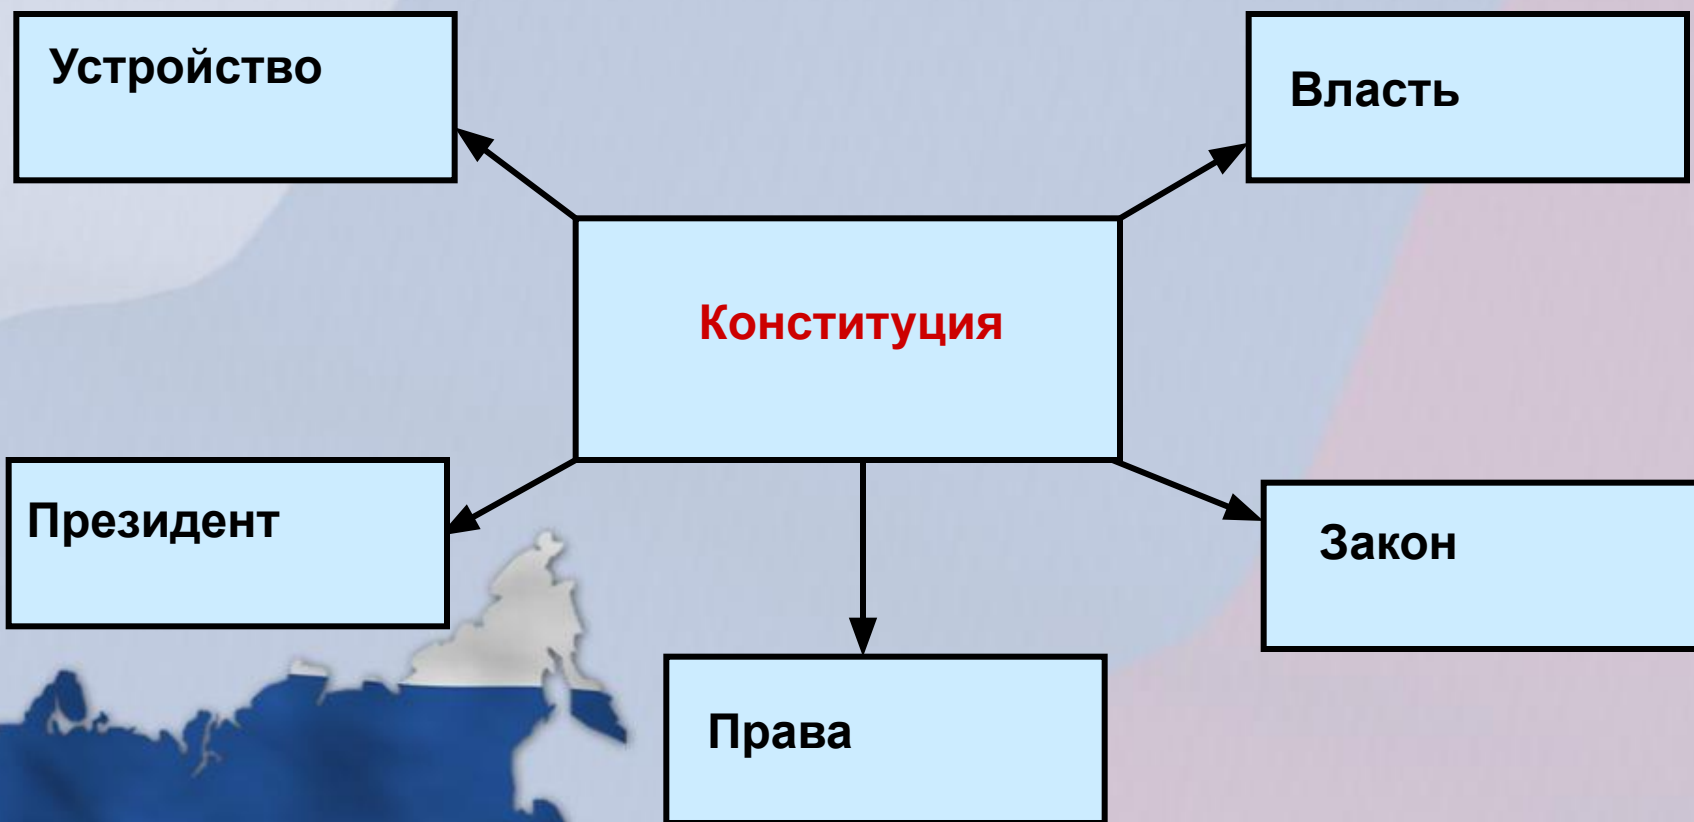 Устройство
Власть
Конституция
Президент
Закон
Права